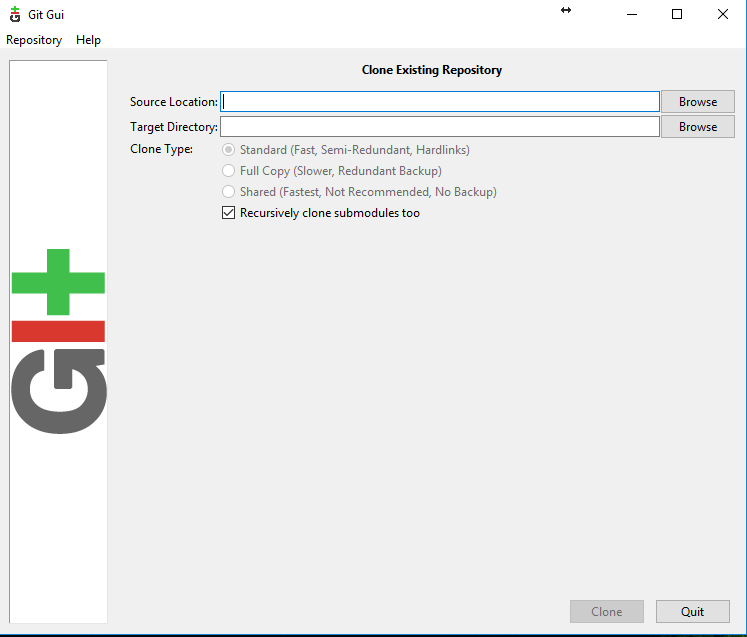 Git Gui
Repository Help
Clone Existing Repository
Source Location: Browse
Target Directory: Browse
Clone Type: Standard (Fast, Semi-Redundant, Hardlinks)
Full Copy (Slower, Redundant Backup)
Shared (Fastest, Not Recommended, No Backup)
Recursively clone submodules too
Git
Clone Quit